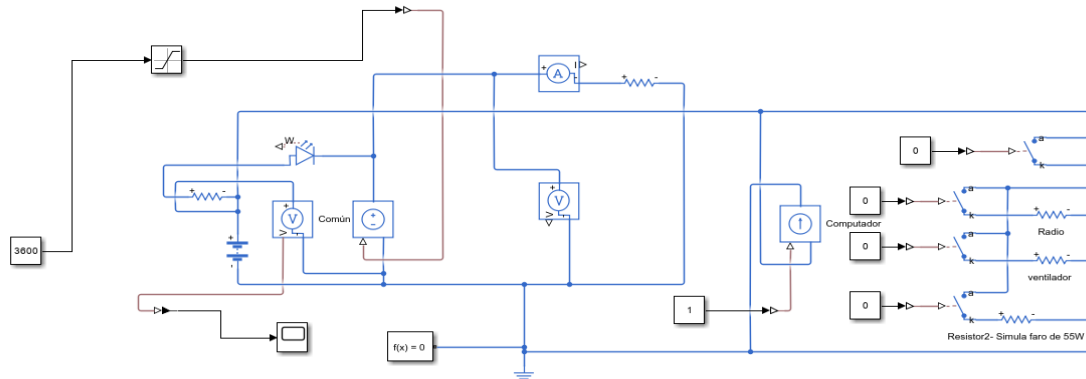 I
A
+
-
+
-
W..
a
0
k
+
-
+
V
Común
+
-
V
Computador
0
a
k
+
-
Radio
3600
+
-
0
a
k
+
-
ventilador
1
0
a
k
+
-
f(x) = 0
Resistor2- Simula faro de 55W